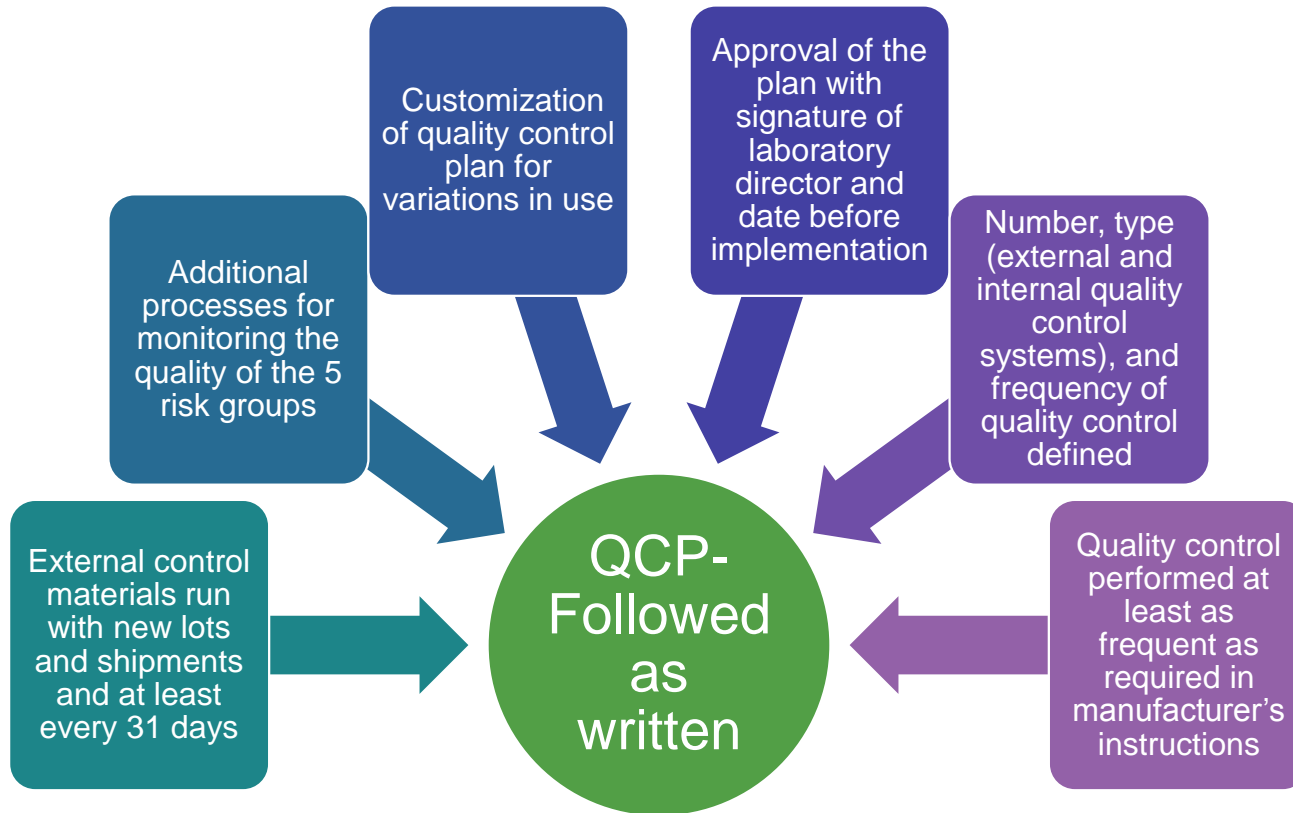 External control
materials run
with new lots
and shipments
and at least
every 31 days
Additional
processes for
monitoring the
quality of the 5
risk groups
Customization
of quality control
plan for
variations in use
Approval of the
plan with
signature of
laboratory
director and
date before
implementation
Number, type
(external and
internal quality
control
systems), and
frequency of
quality control
defined
Quality control
performed at
least as
frequent as
required in
manufacturer's
instructions
QCP-
Followed
as
written